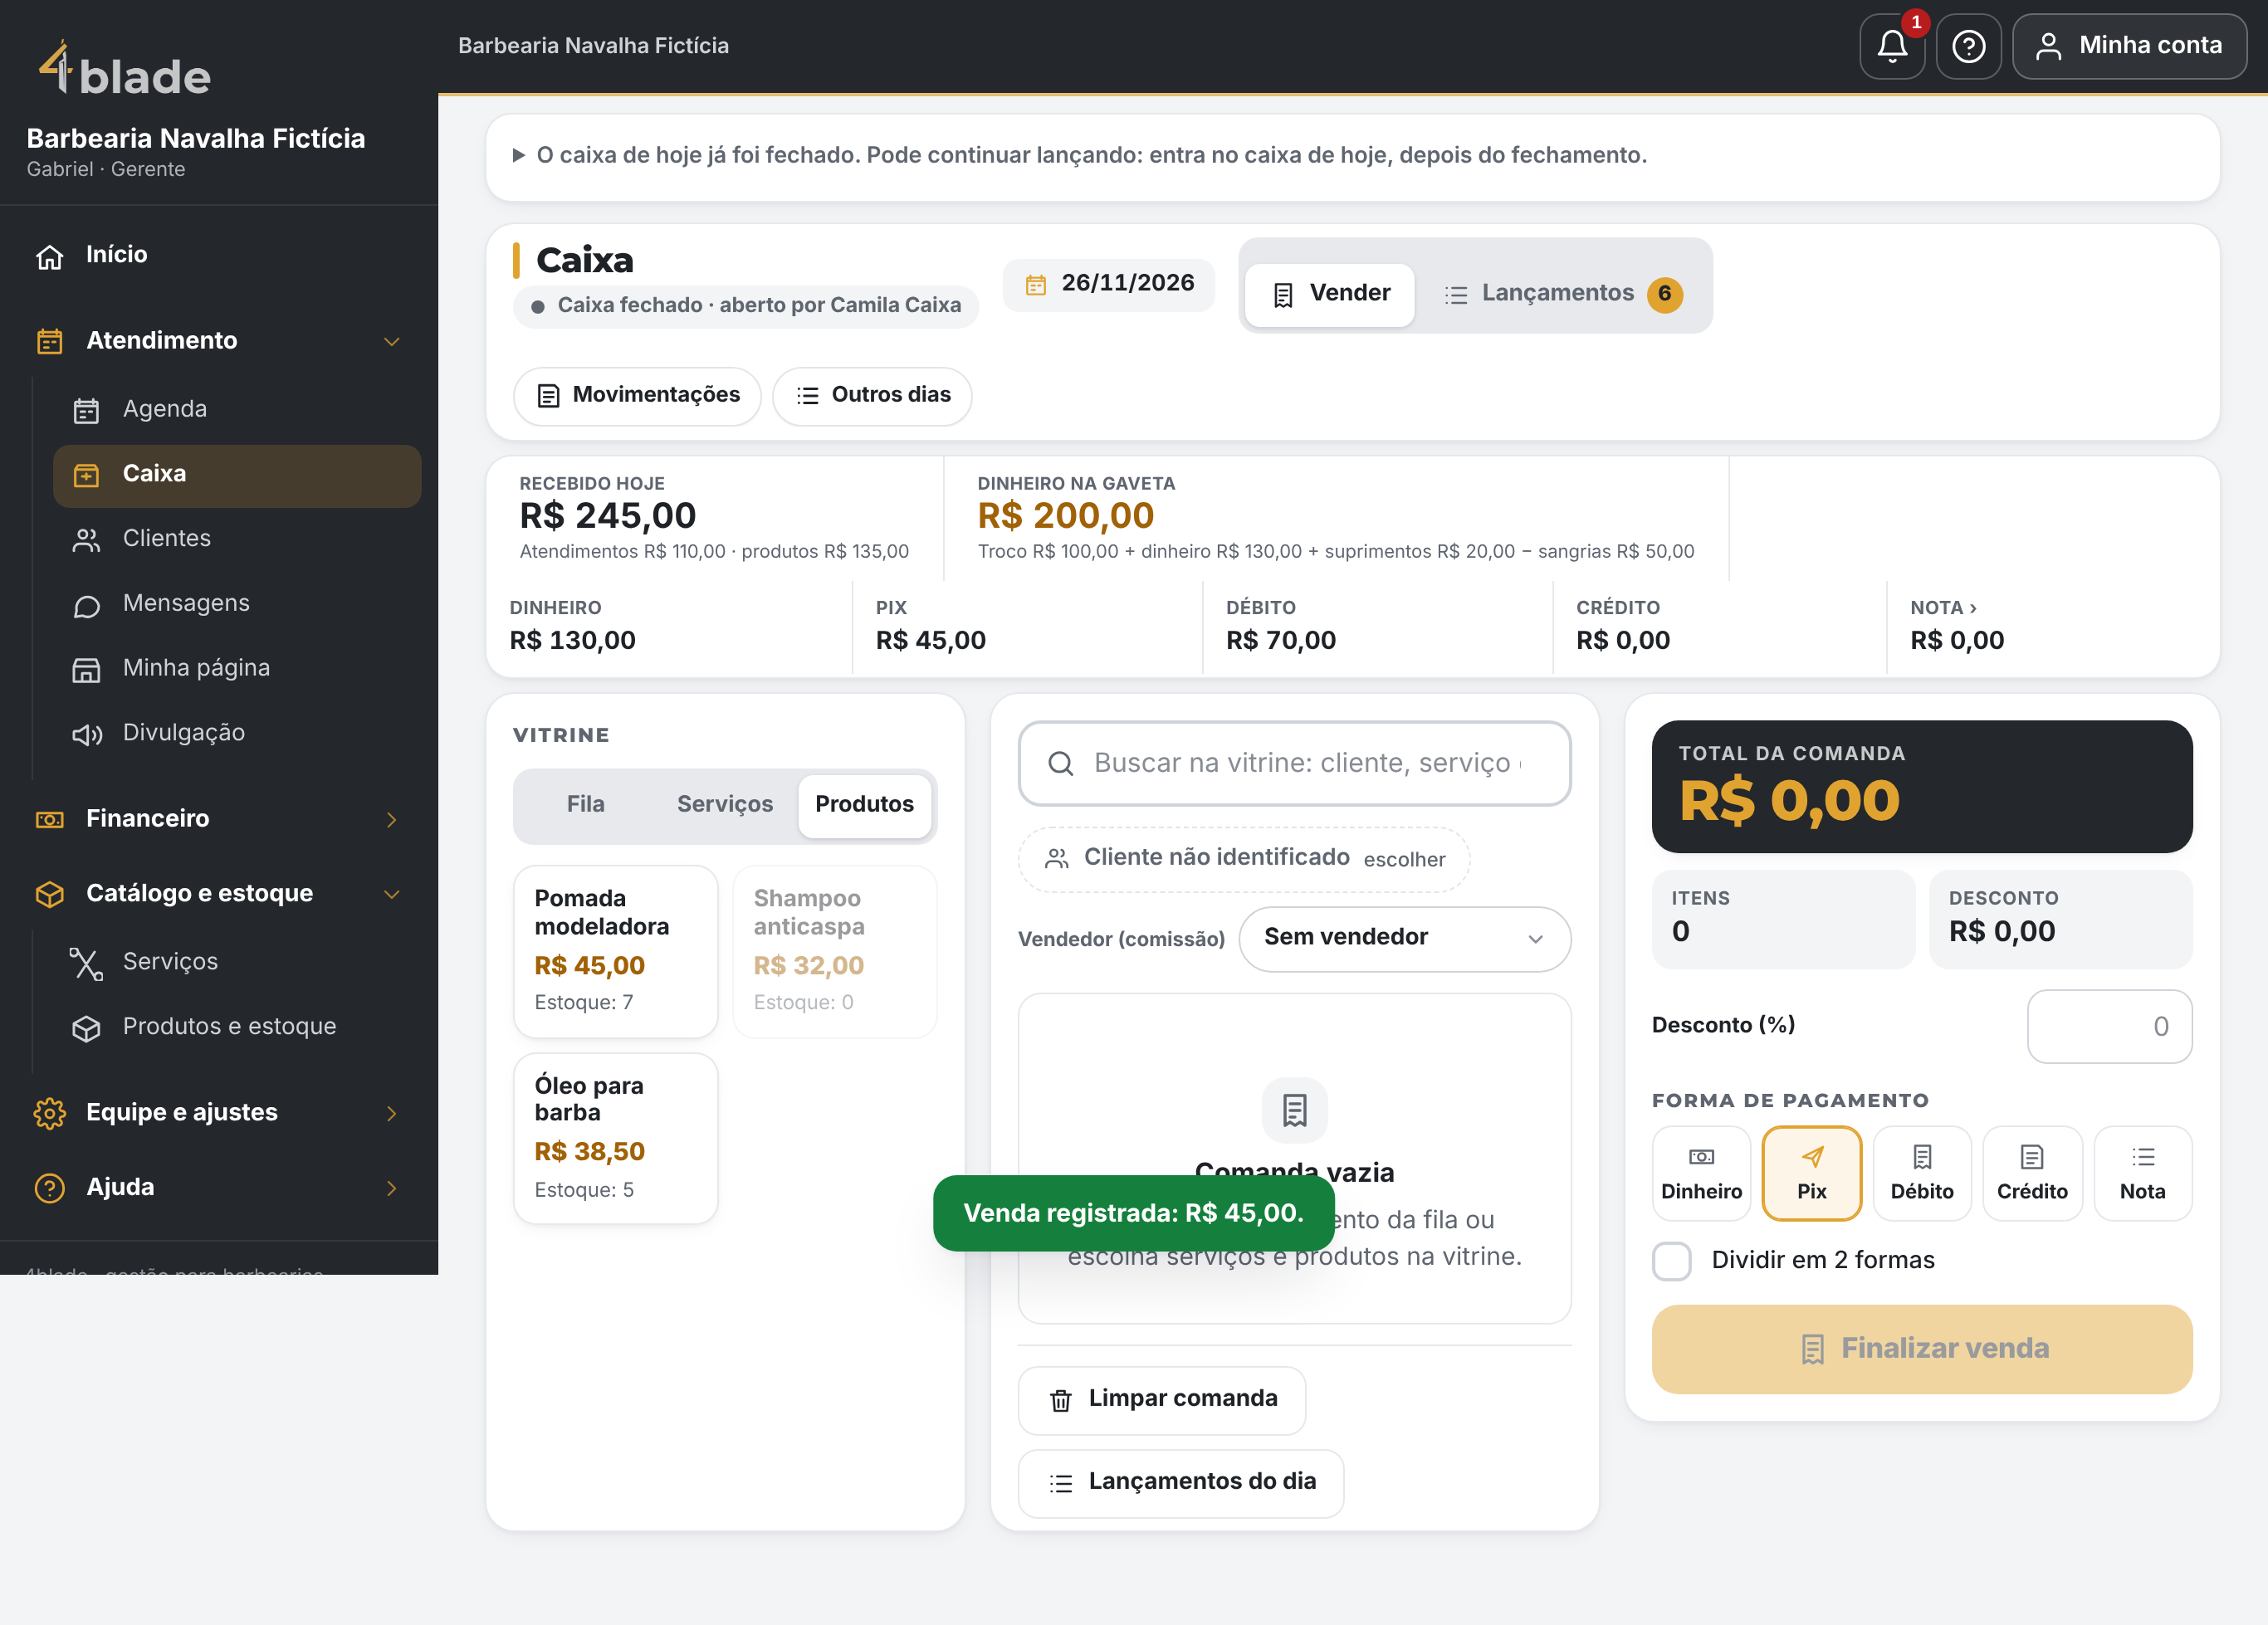 4blade
Barbearia Navalha Fictícia
Gabriel · Gerente
Início
Atendimento
Agenda
Caixa
Clientes
Mensagens
Minha página
Divulgação
Financeiro
Catálogo e estoque
Serviços
Produtos e estoque
Equipe e ajustes
Ajuda
4blade · gestão para barbearias
Barbearia Navalha Fictícia
1
Minha conta
O caixa de hoje já foi fechado. Pode continuar lançando: entra no caixa de hoje, depois do fechamento.
Caixa
Caixa fechado · aberto por Camila Caixa
26/11/2026
Vender
Lançamentos 6
Movimentações
Outros dias
RECEBIDO HOJE
R$ 245,00
Atendimentos R$ 110,00 · produtos R$ 135,00
DINHEIRO NA GAVETA
R$ 200,00
Troco R$ 100,00 + dinheiro R$ 130,00 + suprimentos R$ 20,00 − sangrias R$ 50,00
DINHEIRO
R$ 130,00
PIX
R$ 45,00
DÉBITO
R$ 70,00
CRÉDITO
R$ 0,00
NOTA ›
R$ 0,00
VITRINE
Fila
Serviços
Produtos
Pomada
modeladora
R$ 45,00
Estoque: 7
Shampoo
anticaspa
R$ 32,00
Estoque: 0
Óleo para
barba
R$ 38,50
Estoque: 5
Buscar na vitrine: cliente, serviço
Cliente não identificado escolher
Vendedor (comissão)
Sem vendedor
Comanda vazia
da fila ou
escolha serviços e produtos na vitrine.
Venda registrada: R$ 45,00.
Limpar comanda
Lançamentos do dia
TOTAL DA COMANDA
R$ 0,00
ITENS
0
DESCONTO
R$ 0,00
Desconto (%)
0
FORMA DE PAGAMENTO
Dinheiro
Pix
Débito
Crédito
Nota
Dividir em 2 formas
Finalizar venda